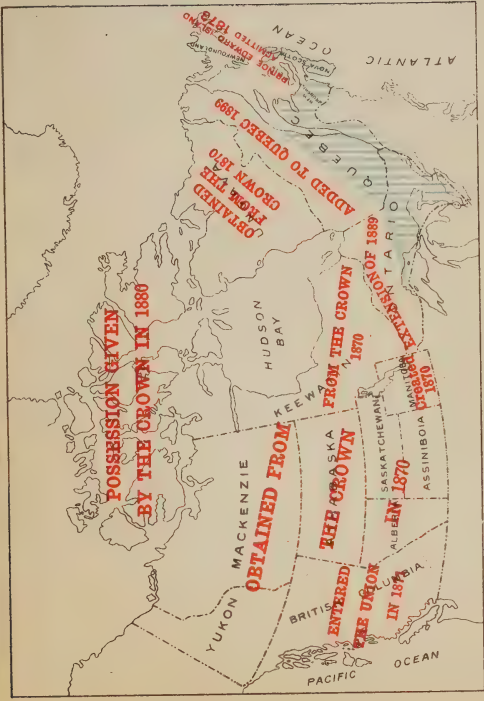 POSSESSION GIVEN
BY THE CROWN IN 1880
PRINCE EDWARD ISLAND
ADMITTED 1873
NEWFOUNDLAND
NOVA SCOTIA
ATLANTIC
OCEAN
OBTAINED
FROM THE
CROWN 1870
ADDED TO QUEBEC 1899
QUEBEC
HUDSON
BAY
YUKON
MACKENZIE
KEEWATIN
OBTAINED FROM
THE CROWN
IN 1870
FROM THE CROWN
1870
EXTENSION OF 1889
ONTARIO
SASKATCHEWAN
ALBERTA
ASSINIBOIA
MANITOBA
Created
1870
BRITISH COLUMBIA
ENTERED
THE UNION
PACIFIC
OCEAN